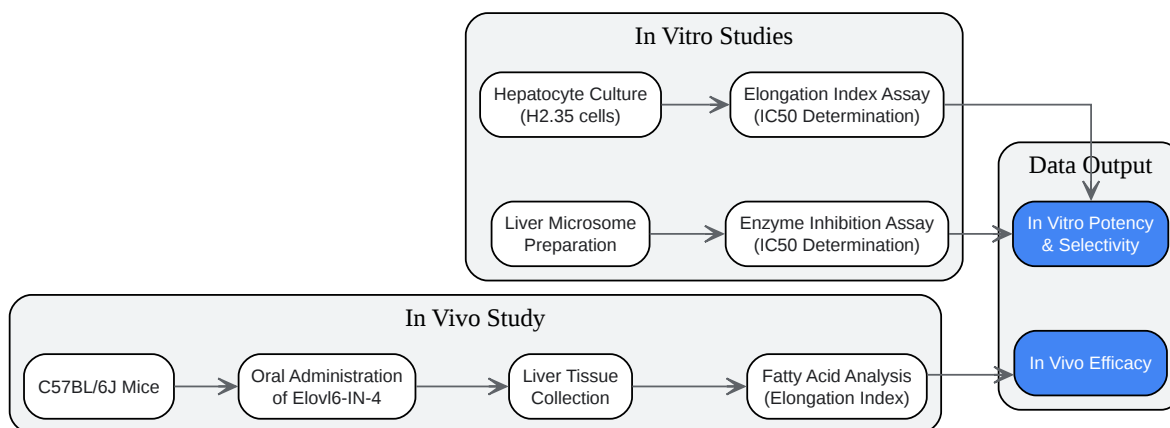 In Vitro Studies
Hepatocyte Culture
(H2.35 cells)
Elongation Index Assay
(IC50 Determination)
Liver Microsome
Preparation
Enzyme Inhibition Assay
(IC50 Determination)
Data Output
In Vitro Potency
& Selectivity
In Vivo Efficacy
In Vivo Study
C57BL/6J Mice
Oral Administration
of Elovl6-IN-4
Liver Tissue
Collection
Fatty Acid Analysis
(Elongation Index)